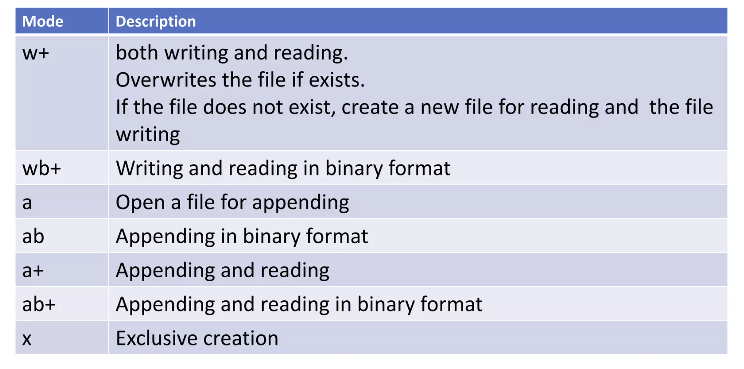 Mode Description
w+ both writing and reading.
Overwrites the file if exists.
If the file does not exist, create a new file for reading and the file
writing
wb+ Writing and reading in binary format
a Open a file for appending
ab Appending in binary format
a+ Appending and reading
ab+ Appending and reading in binary format
x Exclusive creation